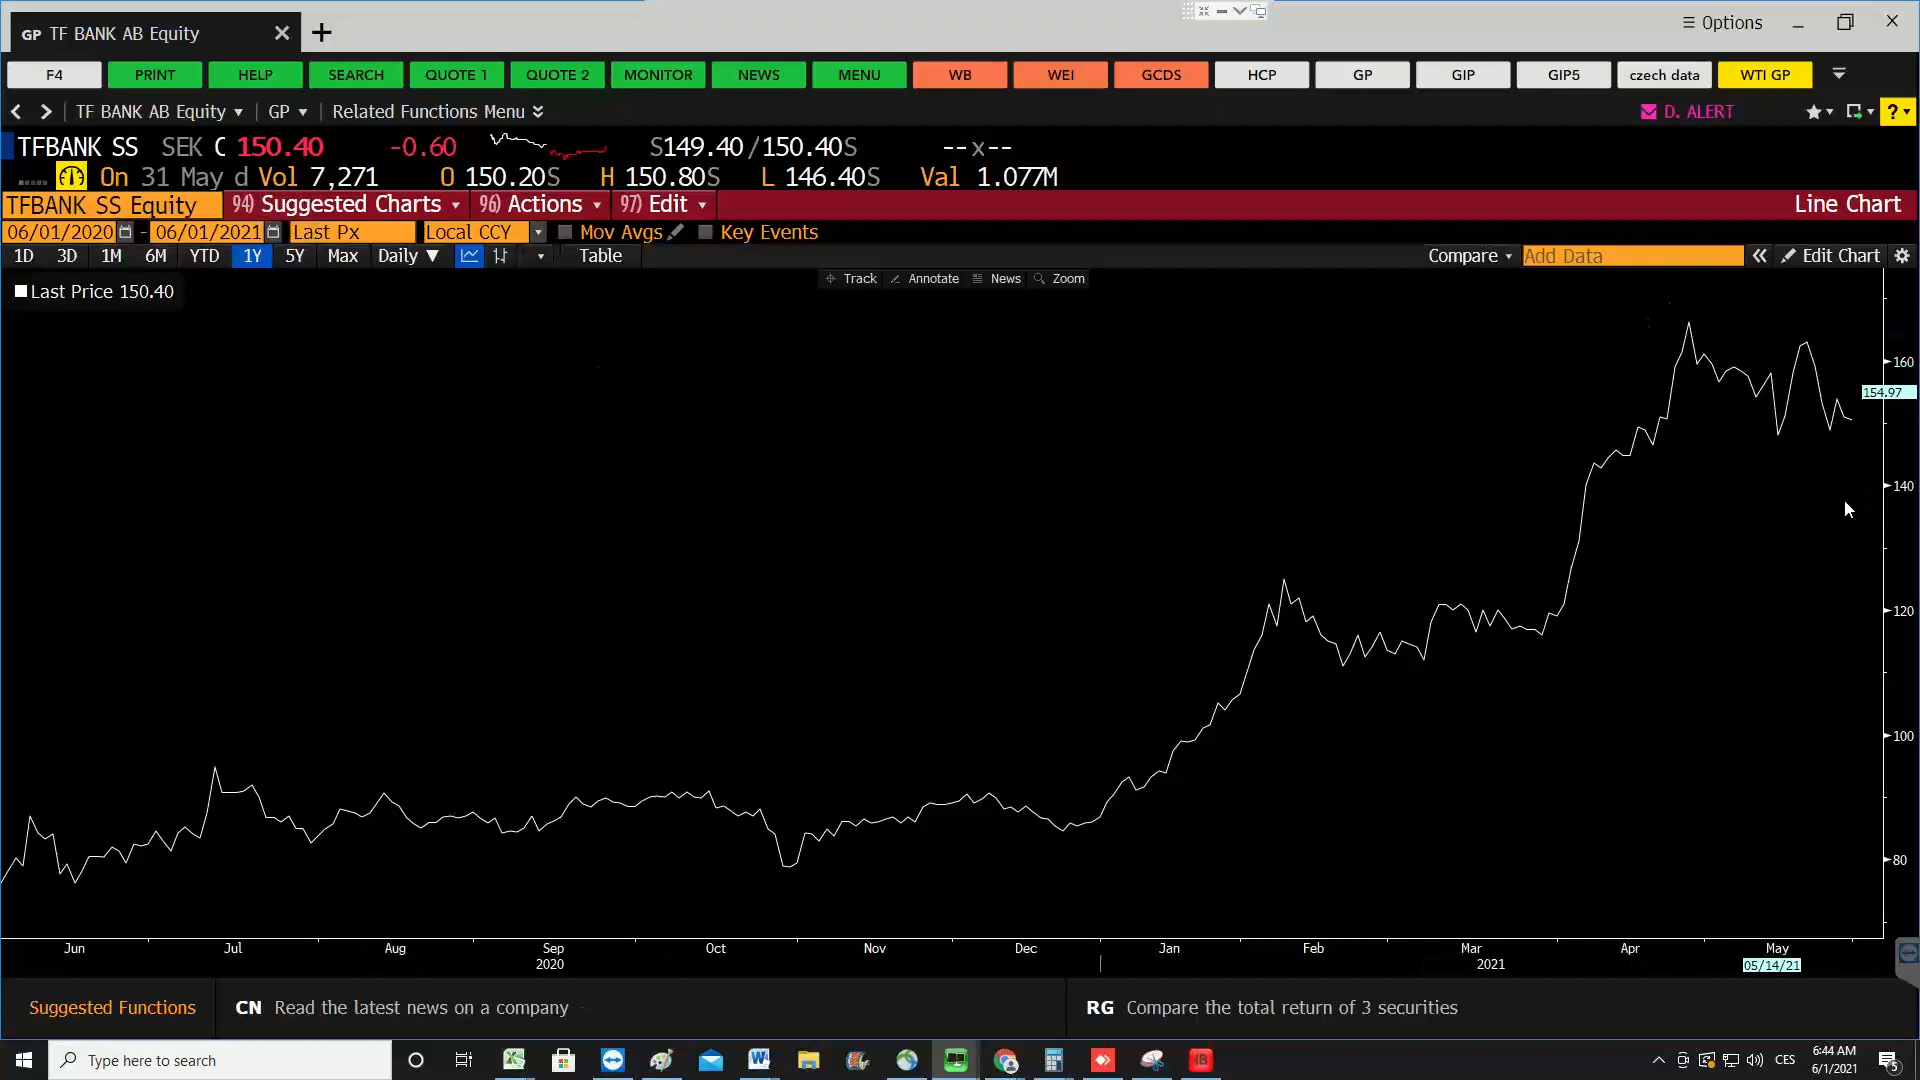 GP TF BANK AB Equity
Options
F4 PRINT HELP SEARCH QUOTE 1 QUOTE 2 MONITOR NEWS MENU WB WEI GCDS HCP GP GIP GIP5 czech data WTI GP
TF BANK AB Equity GP Related Functions Menu D. ALERT ?
TFBANK SS SEK C 150.40 -0.60 S149.40/150.40S --x--
On 31 May d Vol 7,271 O 150.20S H 150.80S L 146.40S Val 1.077M
TFBANK SS Equity 94) Suggested Charts 96) Actions 97) Edit Line Chart
06/01/2020 - 06/01/2021 Last Px Local CCY Mov Avgs Key Events
1D 3D 1M 6M YTD 1Y 5Y Max Daily ▼ Table Compare Add Data « Edit Chart
Track Annotate News Zoom
Last Price 150.40
160
154.97
140
120
100
80
Jun Jul Aug Sep Oct Nov Dec Jan Feb Mar Apr May
2020 2021 05/14/21
Suggested Functions CN Read the latest news on a company RG Compare the total return of 3 securities
Type here to search CES 6:44 AM
6/1/2021
5